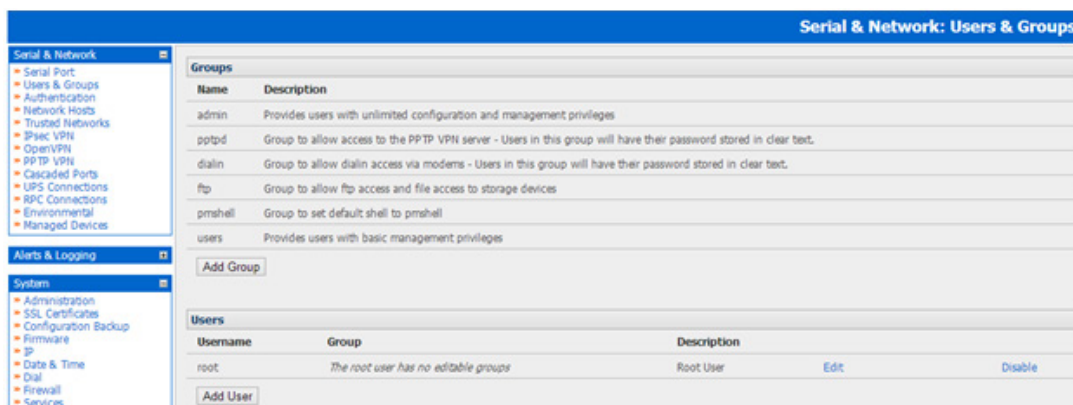 Serial & Network: Users & Groups
Serial & Network
Serial Port
Users & Groups
Authentication
Network Hosts
Trusted Networks
IPsec VPN
OpenVPN
PPTP VPN
Cascaded Ports
UPS Connections
RPC Connections
Environmental
Managed Devices
Alerts & Logging
System
Administration
SSL Certificates
Configuration Backup
Firmware
IP
Date & Time
Dial
Firewall
Services
Groups
Name Description
admin Provides users with unlimited configuration and management privileges
pptpd Group to allow access to the PPTP VPN server - Users in this group will have their password stored in clear text.
dialin Group to allow dialin access via modems - Users in this group will have their password stored in clear text.
ftp Group to allow ftp access and file access to storage devices
pmshell Group to set default shell to pmshell
users Provides users with basic management privileges
Add Group
Users
Username Group Description
root The root user has no editable groups Root User Edit Disable
Add User